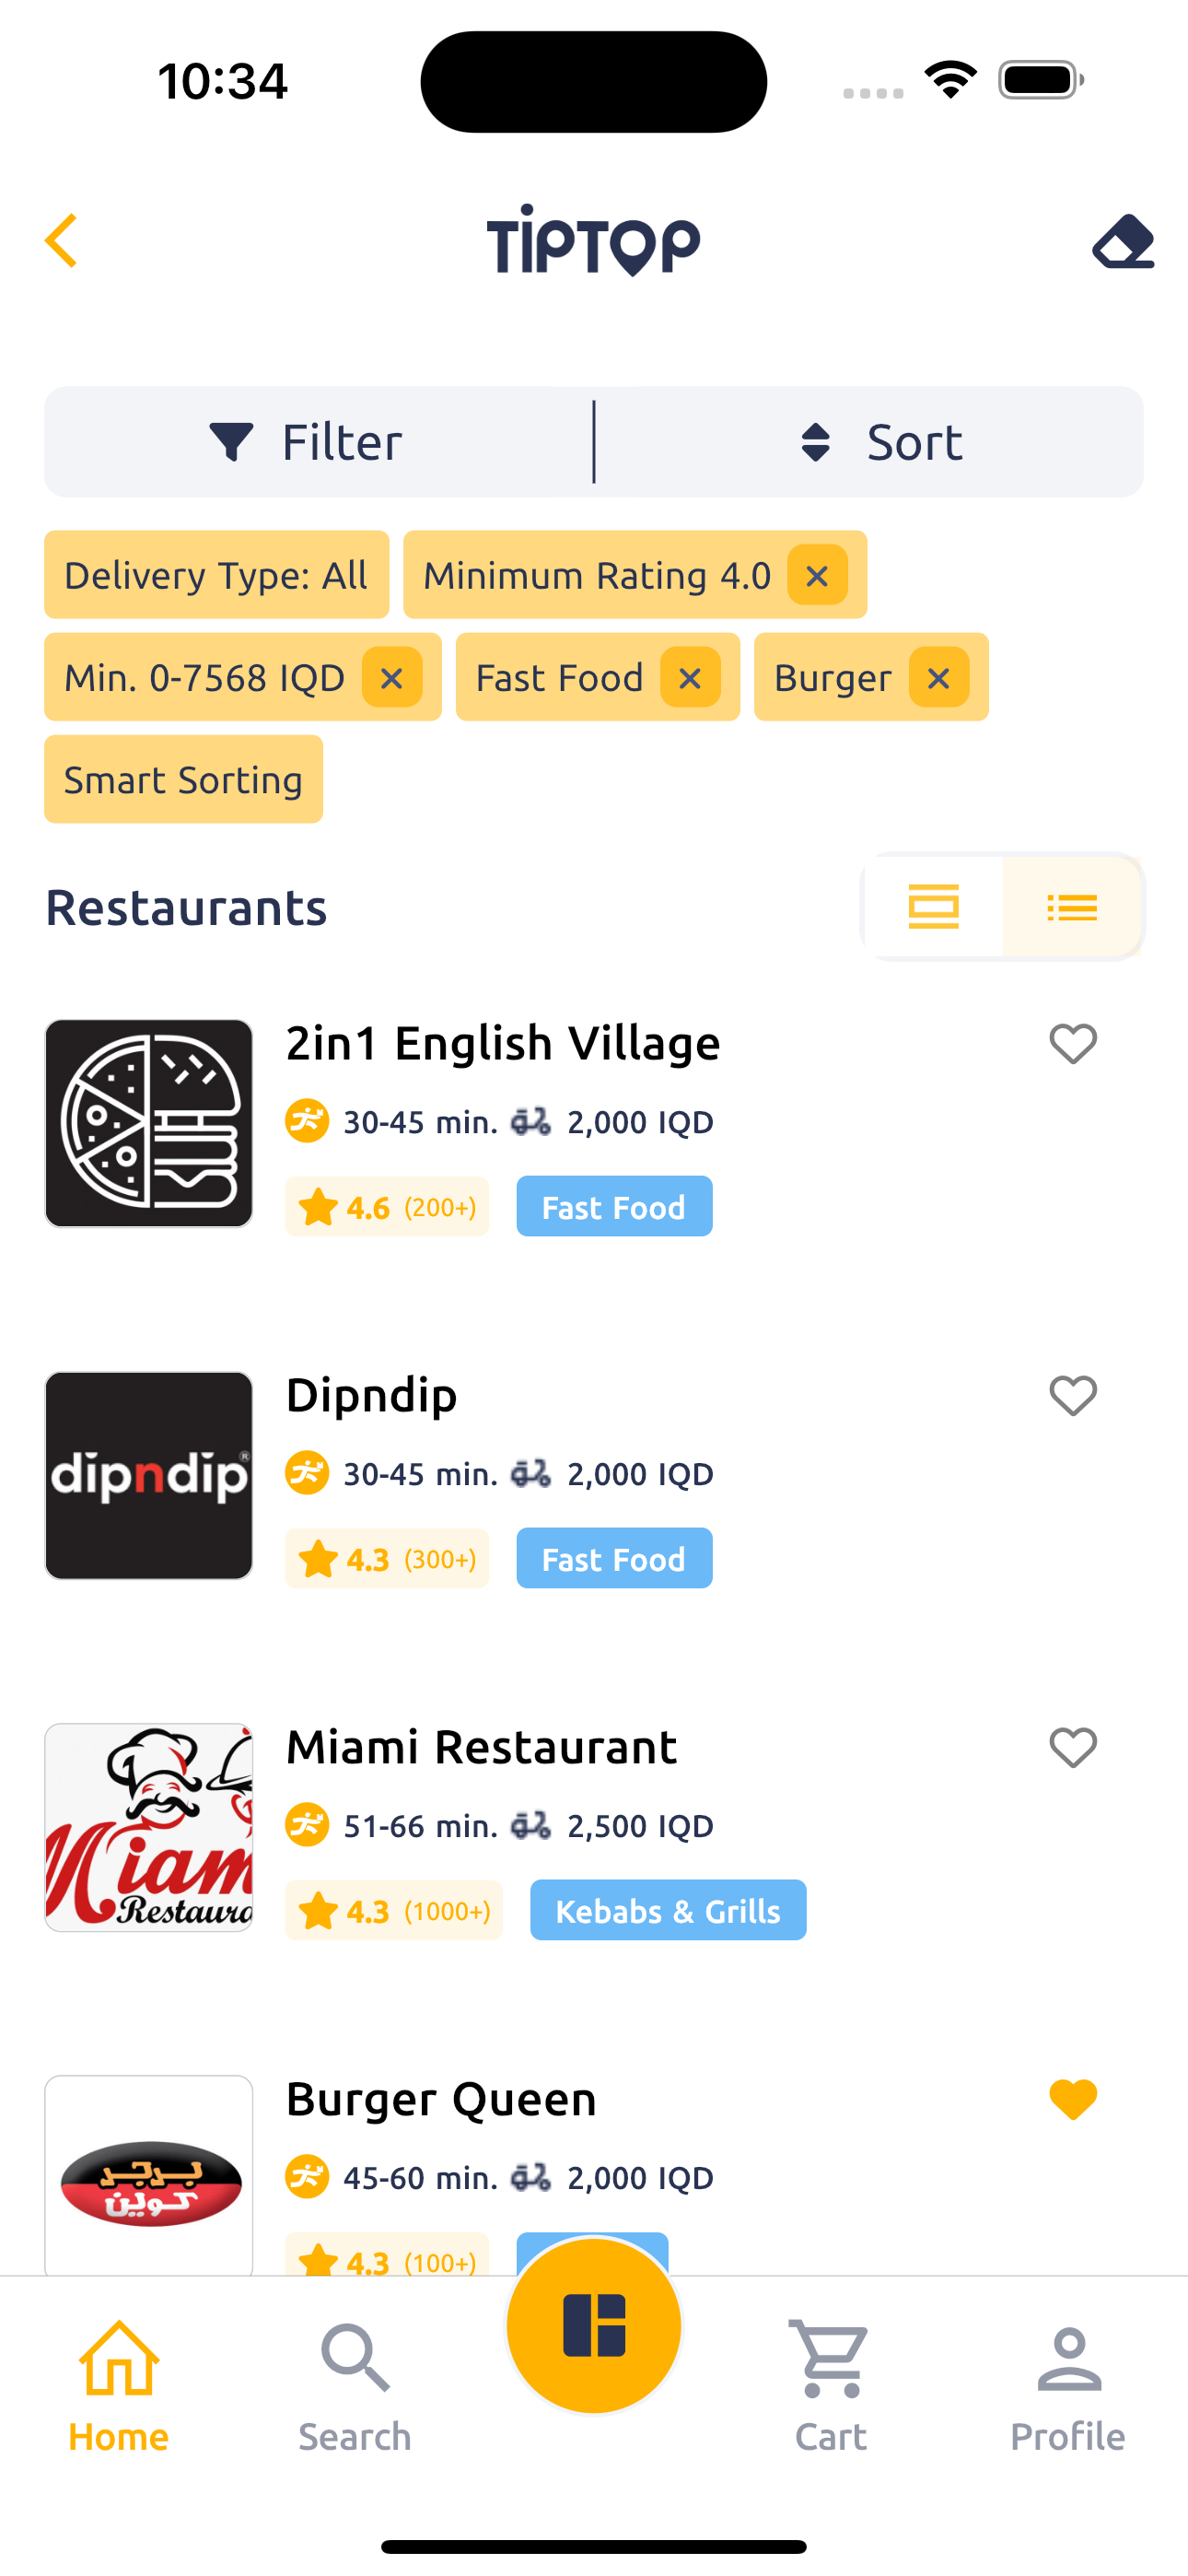 10:34
TIPTOP
Filter
Sort
Delivery Type: All
Minimum Rating 4.0
Min. 0-7568 IQD
Fast Food
Burger
Smart Sorting
Restaurants
2in1 English Village
30-45 min. 2,000 IQD
4.6 (200+) Fast Food
dipndip®
Dipndip
30-45 min. 2,000 IQD
4.3 (300+) Fast Food
Miam
Restaura
Miami Restaurant
51-66 min. 2,500 IQD
4.3 (1000+) Kebabs & Grills
برجر
كوين
Burger Queen
45-60 min. 2,000 IQD
4.3 (100+)
Home
Search
Cart
Profile